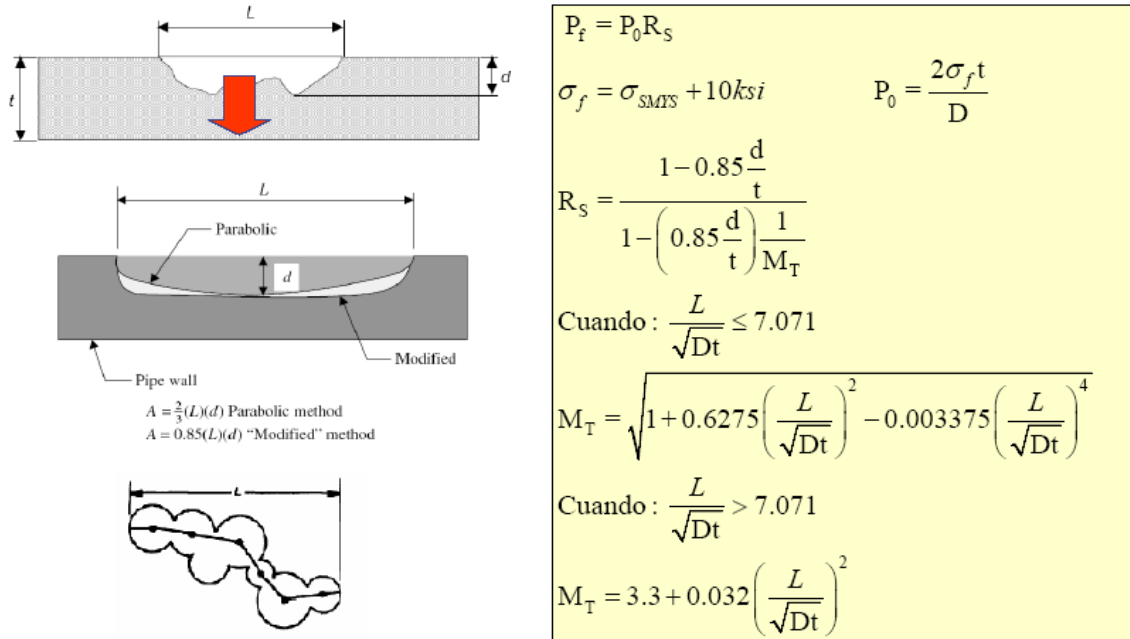 L
t
d
L
Parabolic
d
Modified
Pipe wall
A = 2/3(L)(d) Parabolic method
A = 0.85(L)(d) “Modified” method
L
P_f = P_0 R_S
σ_f = σ_SMYS + 10ksi P_0 = 2σ_f t / D
R_S = (1 − 0.85 d/t) / (1 − (0.85 d/t) 1/M_T)
Cuando : L/√Dt ≤ 7.071
M_T = √(1 + 0.6275 (L/√Dt)² − 0.003375 (L/√Dt)⁴)
Cuando : L/√Dt > 7.071
M_T = 3.3 + 0.032 (L/√Dt)²